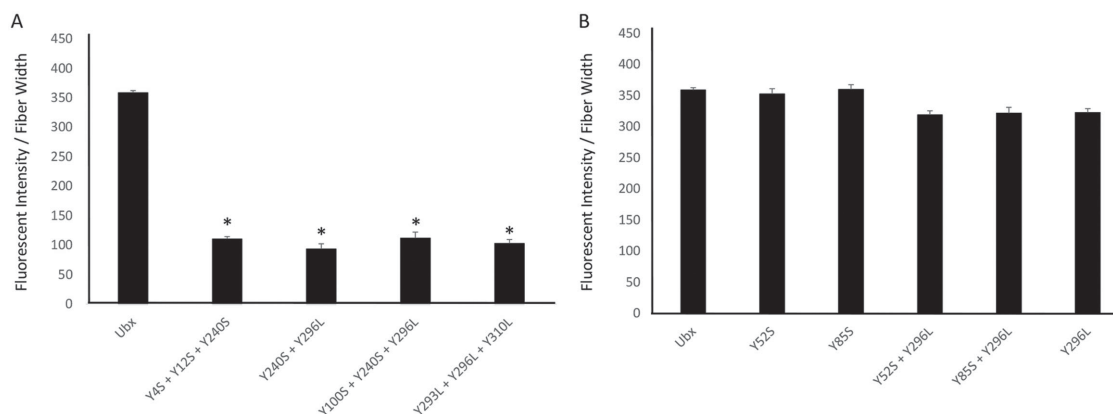 A
Fluorescent Intensity / Fiber Width
450
400
350
300
250
200
150
100
50
0
*
*
*
*
Ubx
Y4S + Y12S + Y240S
Y240S + Y296L
Y100S + Y240S + Y296L
Y293L + Y296L + Y310L
B
Fluorescent Intensity / Fiber Width
450
400
350
300
250
200
150
100
50
0
Ubx
Y52S
Y85S
Y52S + Y296L
Y85S + Y296L
Y296L